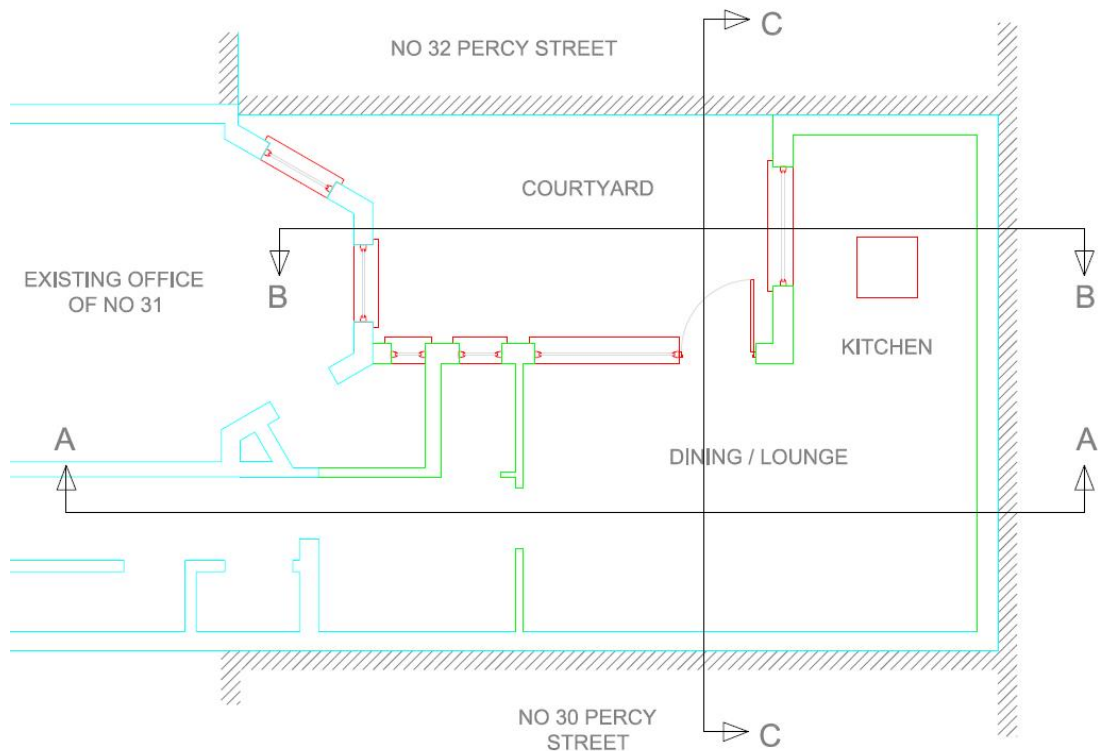 C
NO 32 PERCY STREET
COURTYARD
EXISTING OFFICE
OF NO 31
B
B
KITCHEN
A
DINING / LOUNGE
A
NO 30 PERCY
STREET
C